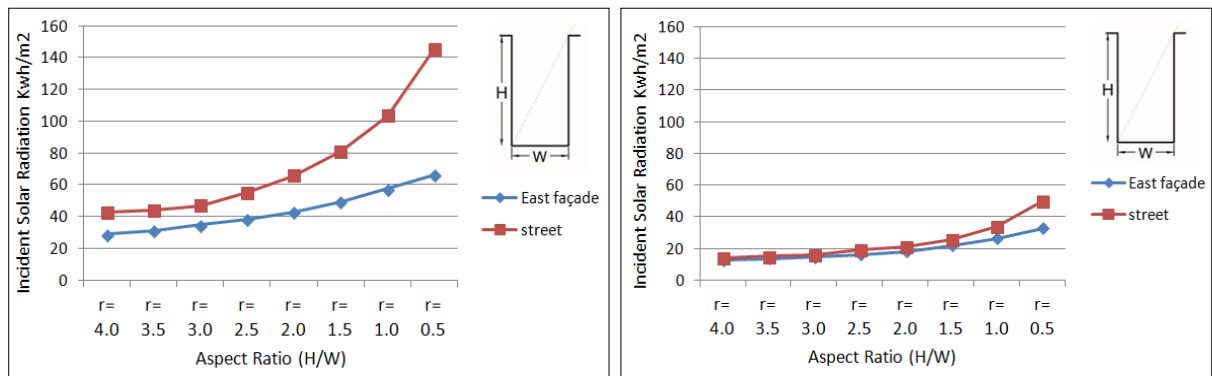 Incident Solar Radiation Kwh/m2
160
140
120
100
80
60
40
20
0
r= r= r= r= r= r= r= r=
4.0 3.5 3.0 2.5 2.0 1.5 1.0 0.5
Aspect Ratio (H/W)
H
W
East façade
street
Incident Solar Radiation Kwh/m2
160
140
120
100
80
60
40
20
0
r= r= r= r= r= r= r= r=
4.0 3.5 3.0 2.5 2.0 1.5 1.0 0.5
Aspect Ratio (H/W)
H
W
East façade
street